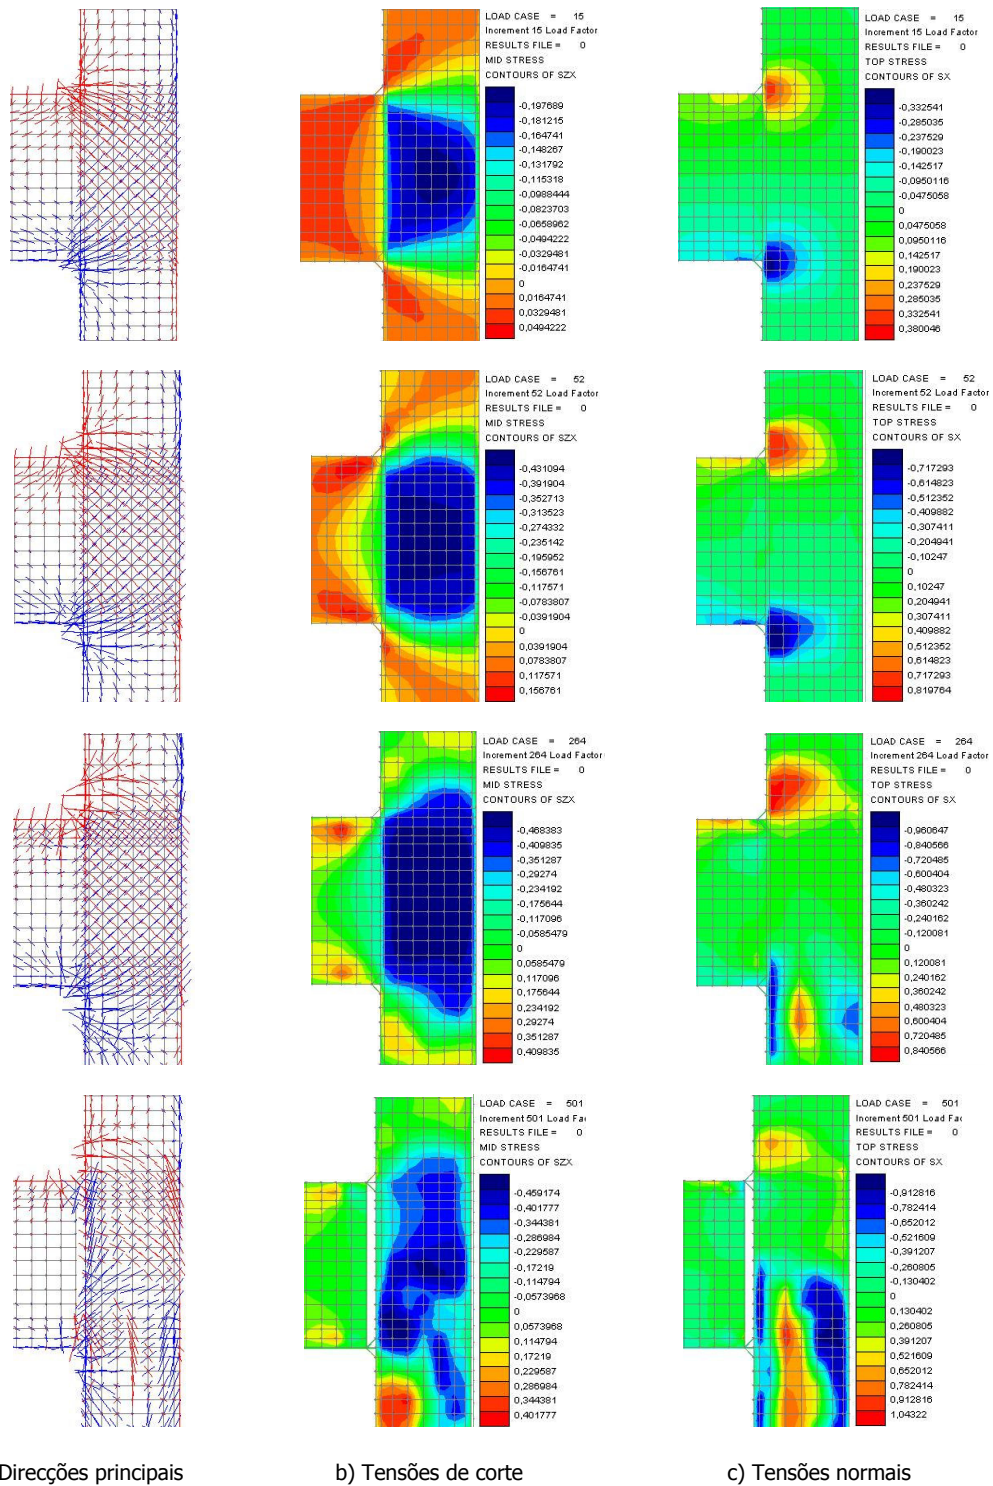 LOAD CASE = 15
Increment 15 Load Factor
RESULTS FILE = 0
MID STRESS
CONTOURS OF SZX
-0,197689
-0,181215
-0,164741
-0,148267
-0,131792
-0,115318
-0,0988444
-0,0823703
-0,0658962
-0,0494222
-0,0329481
-0,0164741
0
0,0164741
0,0329481
0,0494222
LOAD CASE = 15
Increment 15 Load Factor
RESULTS FILE = 0
TOP STRESS
CONTOURS OF SX
-0,332541
-0,285035
-0,237529
-0,190023
-0,142517
-0,0950116
-0,0475058
0
0,0475058
0,0950116
0,142517
0,190023
0,237529
0,285035
0,332541
0,380046
LOAD CASE = 52
Increment 52 Load Factor
RESULTS FILE = 0
MID STRESS
CONTOURS OF SZX
-0,431094
-0,391904
-0,352713
-0,313523
-0,274332
-0,235142
-0,195952
-0,156761
-0,117571
-0,0783807
-0,0391904
0
0,0391904
0,0783807
0,117571
0,156761
LOAD CASE = 52
Increment 52 Load Factor
RESULTS FILE = 0
TOP STRESS
CONTOURS OF SX
-0,717293
-0,614823
-0,512352
-0,409882
-0,307411
-0,204941
-0,10247
0
0,10247
0,204941
0,307411
0,409882
0,512352
0,614823
0,717293
0,819764
LOAD CASE = 264
Increment 264 Load Factor
RESULTS FILE = 0
MID STRESS
CONTOURS OF SZX
-0,468383
-0,409835
-0,351287
-0,29274
-0,234192
-0,175644
-0,117096
-0,0585479
0
0,0585479
0,117096
0,175644
0,234192
0,29274
0,351287
0,409835
LOAD CASE = 264
Increment 264 Load Factor
RESULTS FILE = 0
TOP STRESS
CONTOURS OF SX
-0,960647
-0,840566
-0,720485
-0,600404
-0,480323
-0,360242
-0,240162
-0,120081
0
0,120081
0,240162
0,360242
0,480323
0,600404
0,720485
0,840566
LOAD CASE = 501
Increment 501 Load Fac
RESULTS FILE = 0
MID STRESS
CONTOURS OF SZX
-0,459174
-0,401777
-0,344381
-0,286984
-0,229587
-0,17219
-0,114794
-0,0573968
0
0,0573968
0,114794
0,17219
0,229587
0,286984
0,344381
0,401777
LOAD CASE = 501
Increment 501 Load Fac
RESULTS FILE = 0
TOP STRESS
CONTOURS OF SX
-0,912816
-0,782414
-0,652012
-0,521609
-0,391207
-0,260805
-0,130402
0
0,130402
0,260805
0,391207
0,521609
0,652012
0,782414
0,912816
1,04322
Direcções principais
b) Tensões de corte
c) Tensões normais